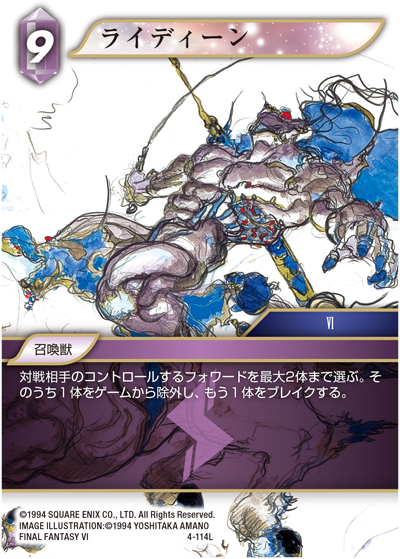 9
ライディーン
VI
召喚獣
対戦相手のコントロールするフォワードを最大2体まで選ぶ。そ
のうち1体をゲームから除外し、もう1体をブレイクする。
©1994 SQUARE ENIX CO., LTD. All Rights Reserved.
IMAGE ILLUSTRATION:©1994 YOSHITAKA AMANO
FINAL FANTASY VI 4-114L